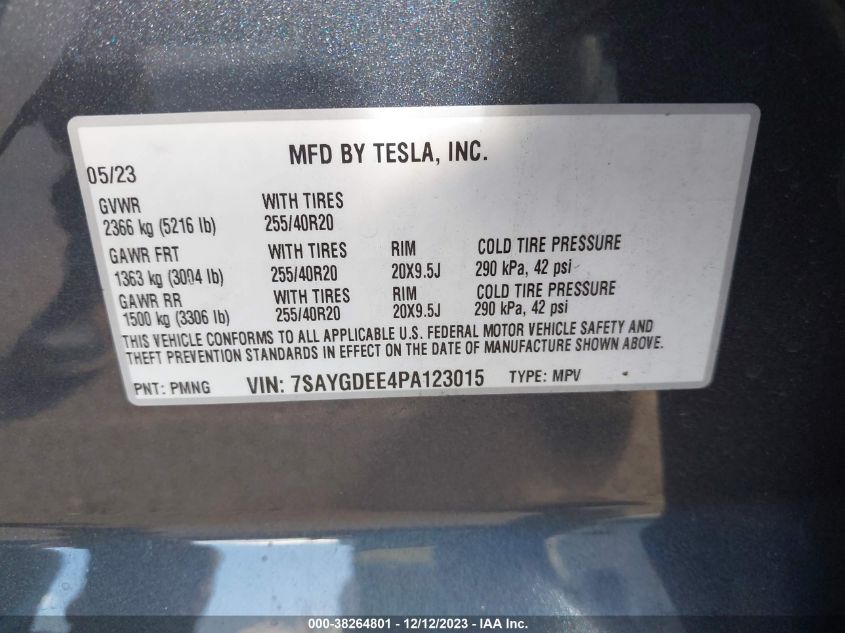 MFD BY TESLA, INC.
05/23
GVWR WITH TIRES
2366 kg (5216 lb) 255/40R20
GAWR FRT WITH TIRES RIM COLD TIRE PRESSURE
1363 kg (3004 lb) 255/40R20 20X9.5J 290 kPa, 42 psi
GAWR RR WITH TIRES RIM COLD TIRE PRESSURE
1500 kg (3306 lb) 255/40R20 20X9.5J 290 kPa, 42 psi
THIS VEHICLE CONFORMS TO ALL APPLICABLE U.S. FEDERAL MOTOR VEHICLE SAFETY AND
THEFT PREVENTION STANDARDS IN EFFECT ON THE DATE OF MANUFACTURE SHOWN ABOVE.
PNT: PMNG VIN: 7SAYGDEE4PA123015 TYPE: MPV
000-38264801 - 12/12/2023 - IAA Inc.